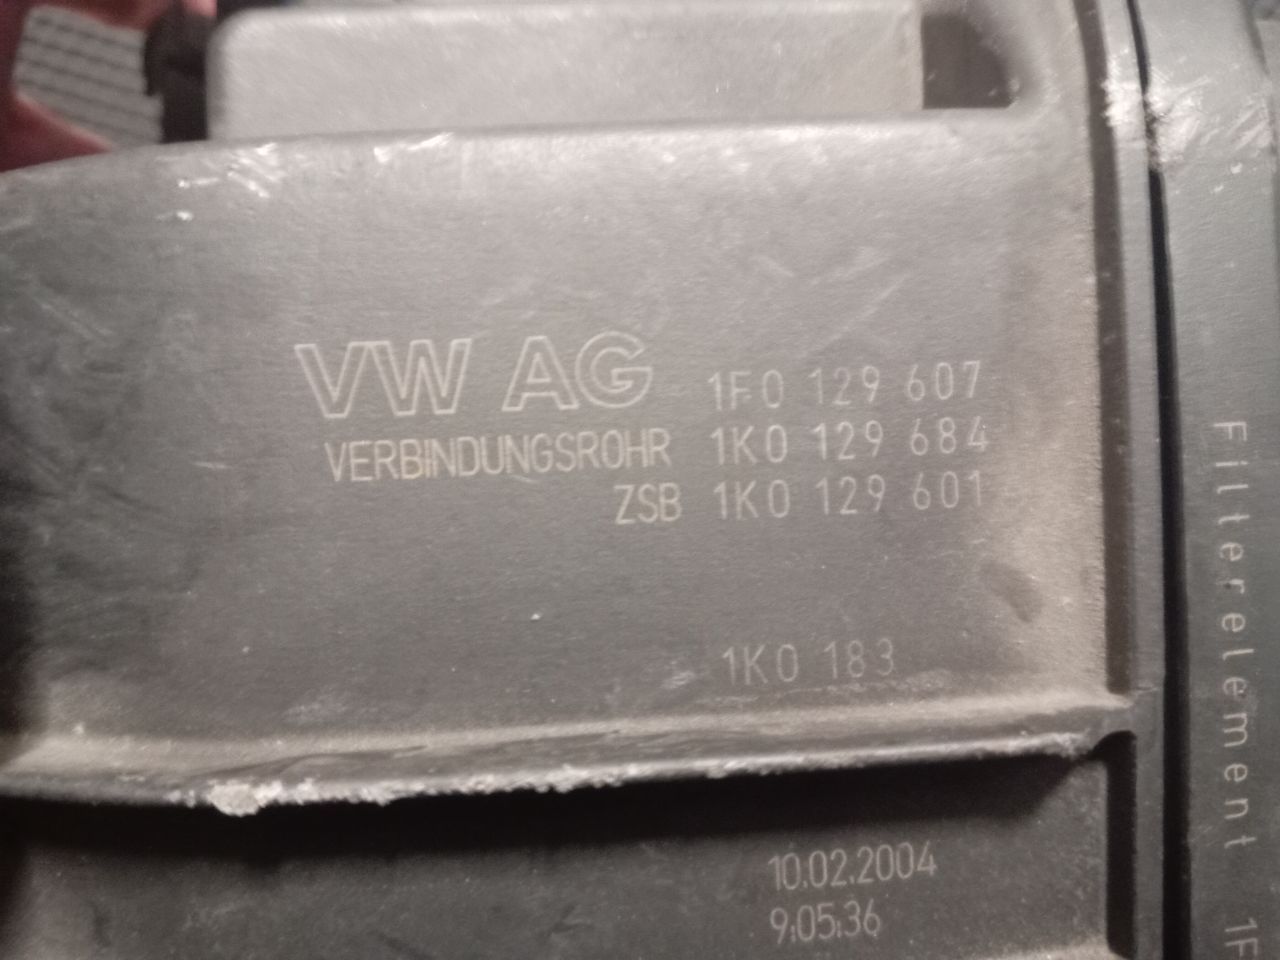 VW AG 1F0 129 607
VERBINDUNGSROHR 1K0 129 684
ZSB 1K0 129 601
1K0 183
10.02.2004
9:05:36
Filterelement 1F